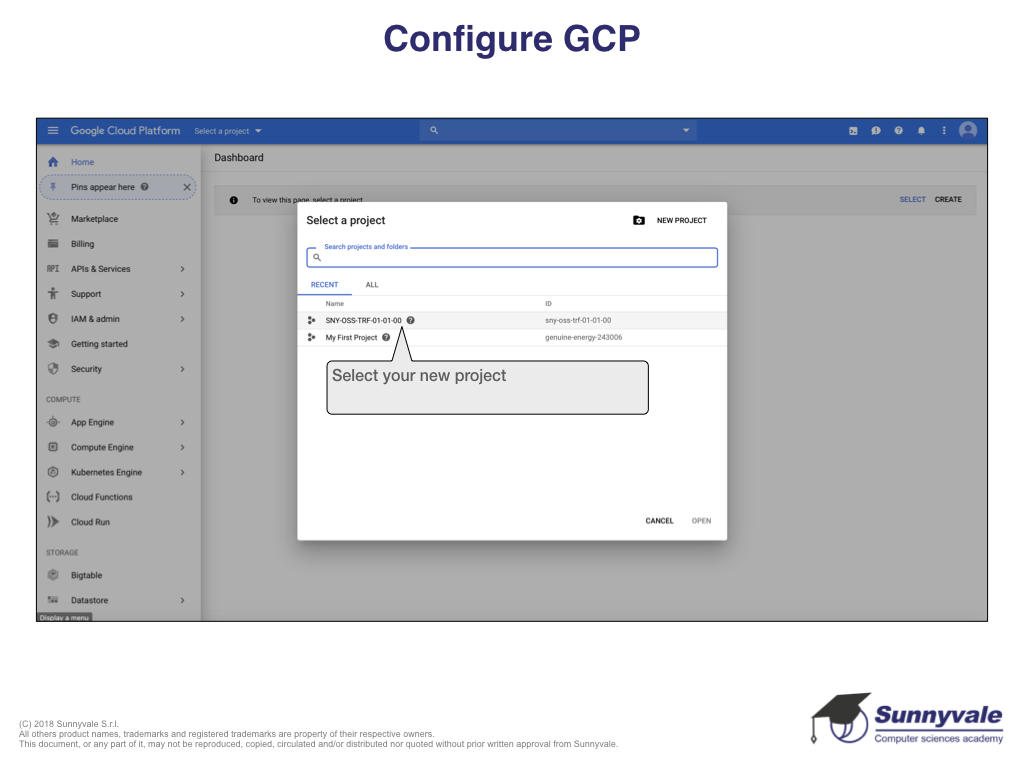 Configure GCP
Google Cloud Platform Select a project
Home
Dashboard
Pins appear here
To view this page, select a project.
SELECT CREATE
Marketplace
Billing
APIs & Services
Support
IAM & admin
Getting started
Security
COMPUTE
App Engine
Compute Engine
Kubernetes Engine
Cloud Functions
Cloud Run
STORAGE
Bigtable
Datastore
Display a menu
Select a project
NEW PROJECT
Search projects and folders
RECENT ALL
Name ID
SNY-OSS-TRF-01-01-00 sny-oss-trf-01-01-00
My First Project genuine-energy-243006
Select your new project
CANCEL OPEN
(C) 2018 Sunnyvale S.r.l.
All others product names, trademarks and registered trademarks are property of their respective owners.
This document, or any part of it, may not be reproduced, copied, circulated and/or distributed nor quoted without prior written approval from Sunnyvale.
Sunnyvale
Computer sciences academy